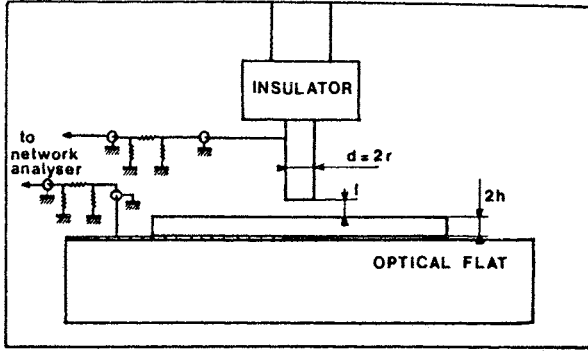 INSULATOR
to
network
analyser
d = 2r
l
2h
OPTICAL FLAT